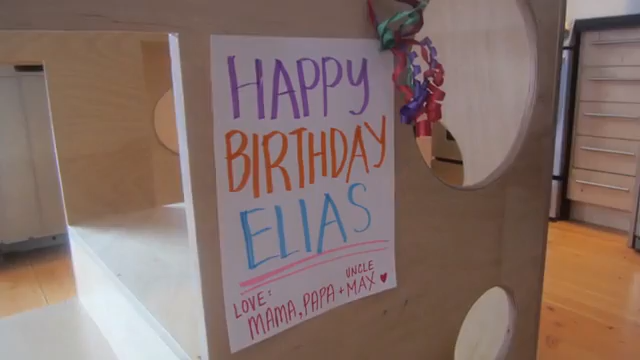 HAPPY
BIRTHDAY
ELIAS
LOVE:
MAMA, PAPA + UNCLE MAX ♥